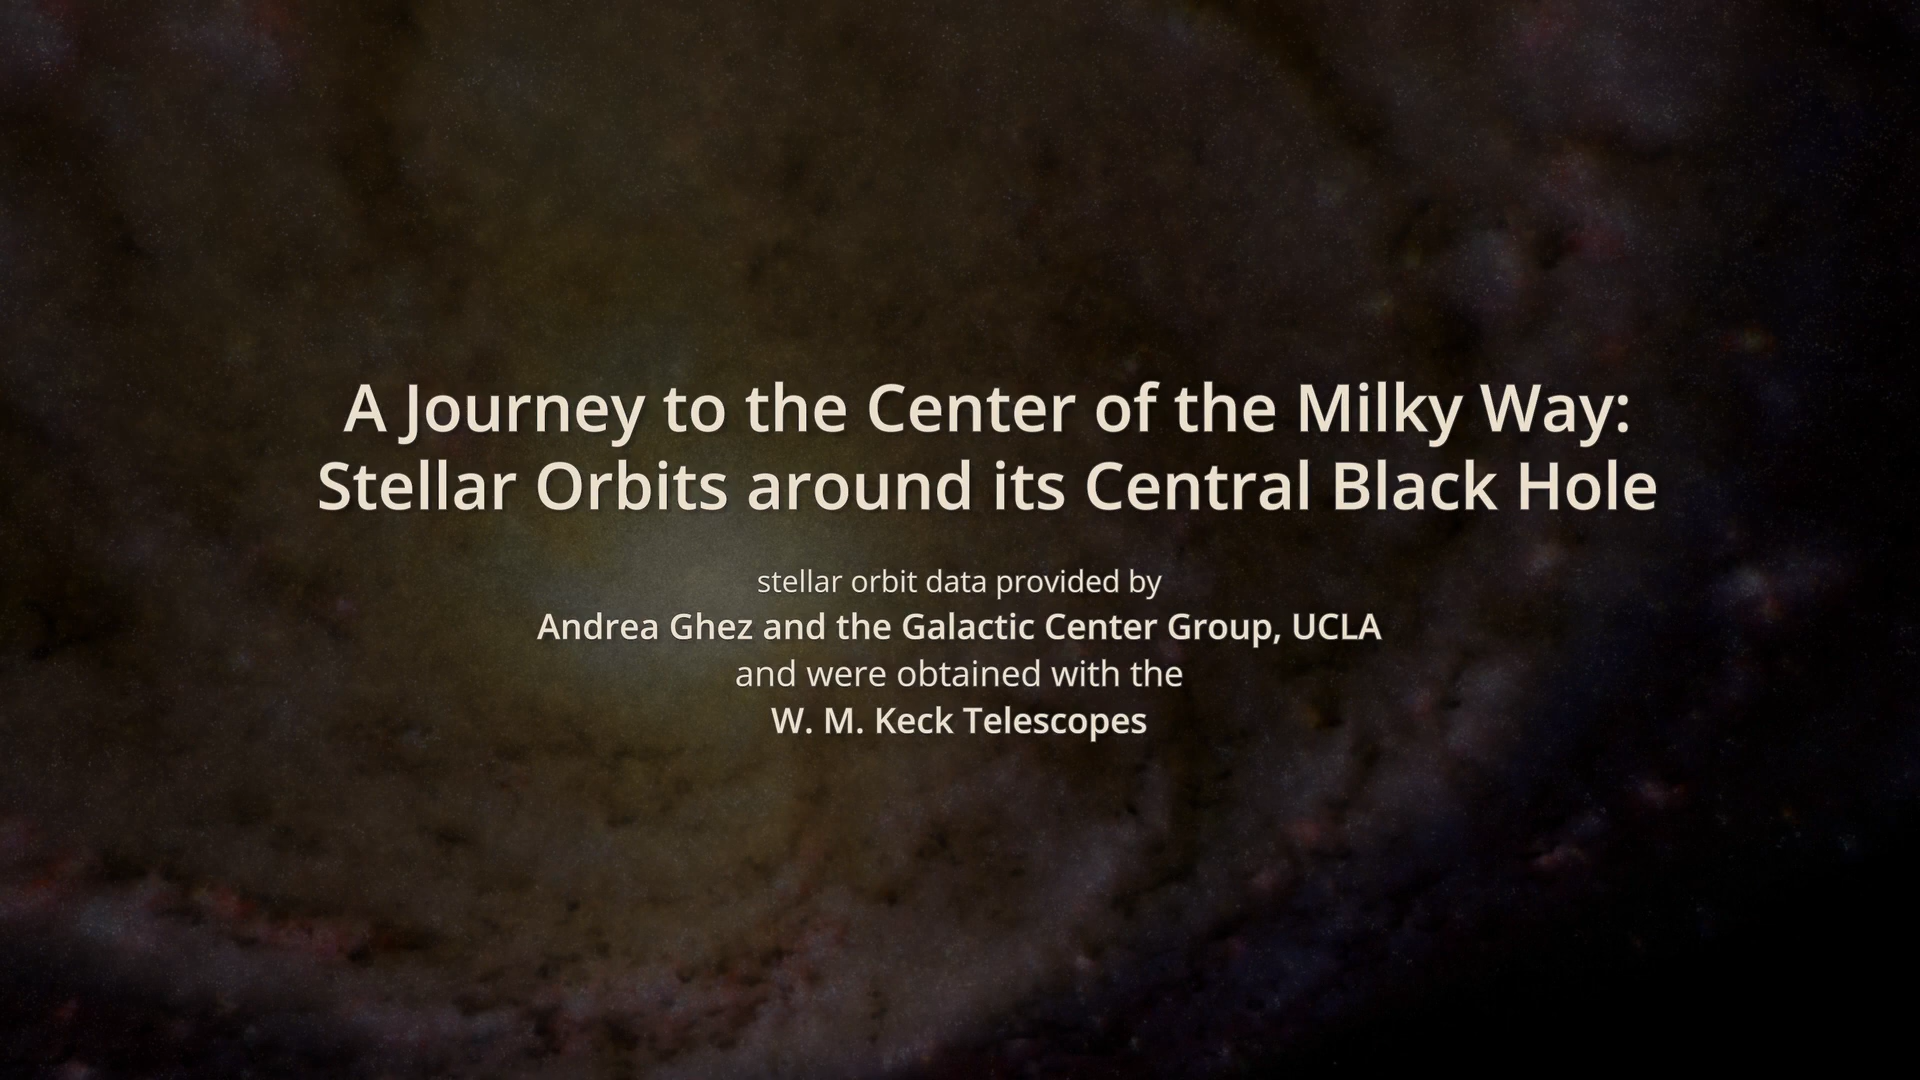 A Journey to the Center of the Milky Way:
Stellar Orbits around its Central Black Hole
stellar orbit data provided by
Andrea Ghez and the Galactic Center Group, UCLA
and were obtained with the
W. M. Keck Telescopes